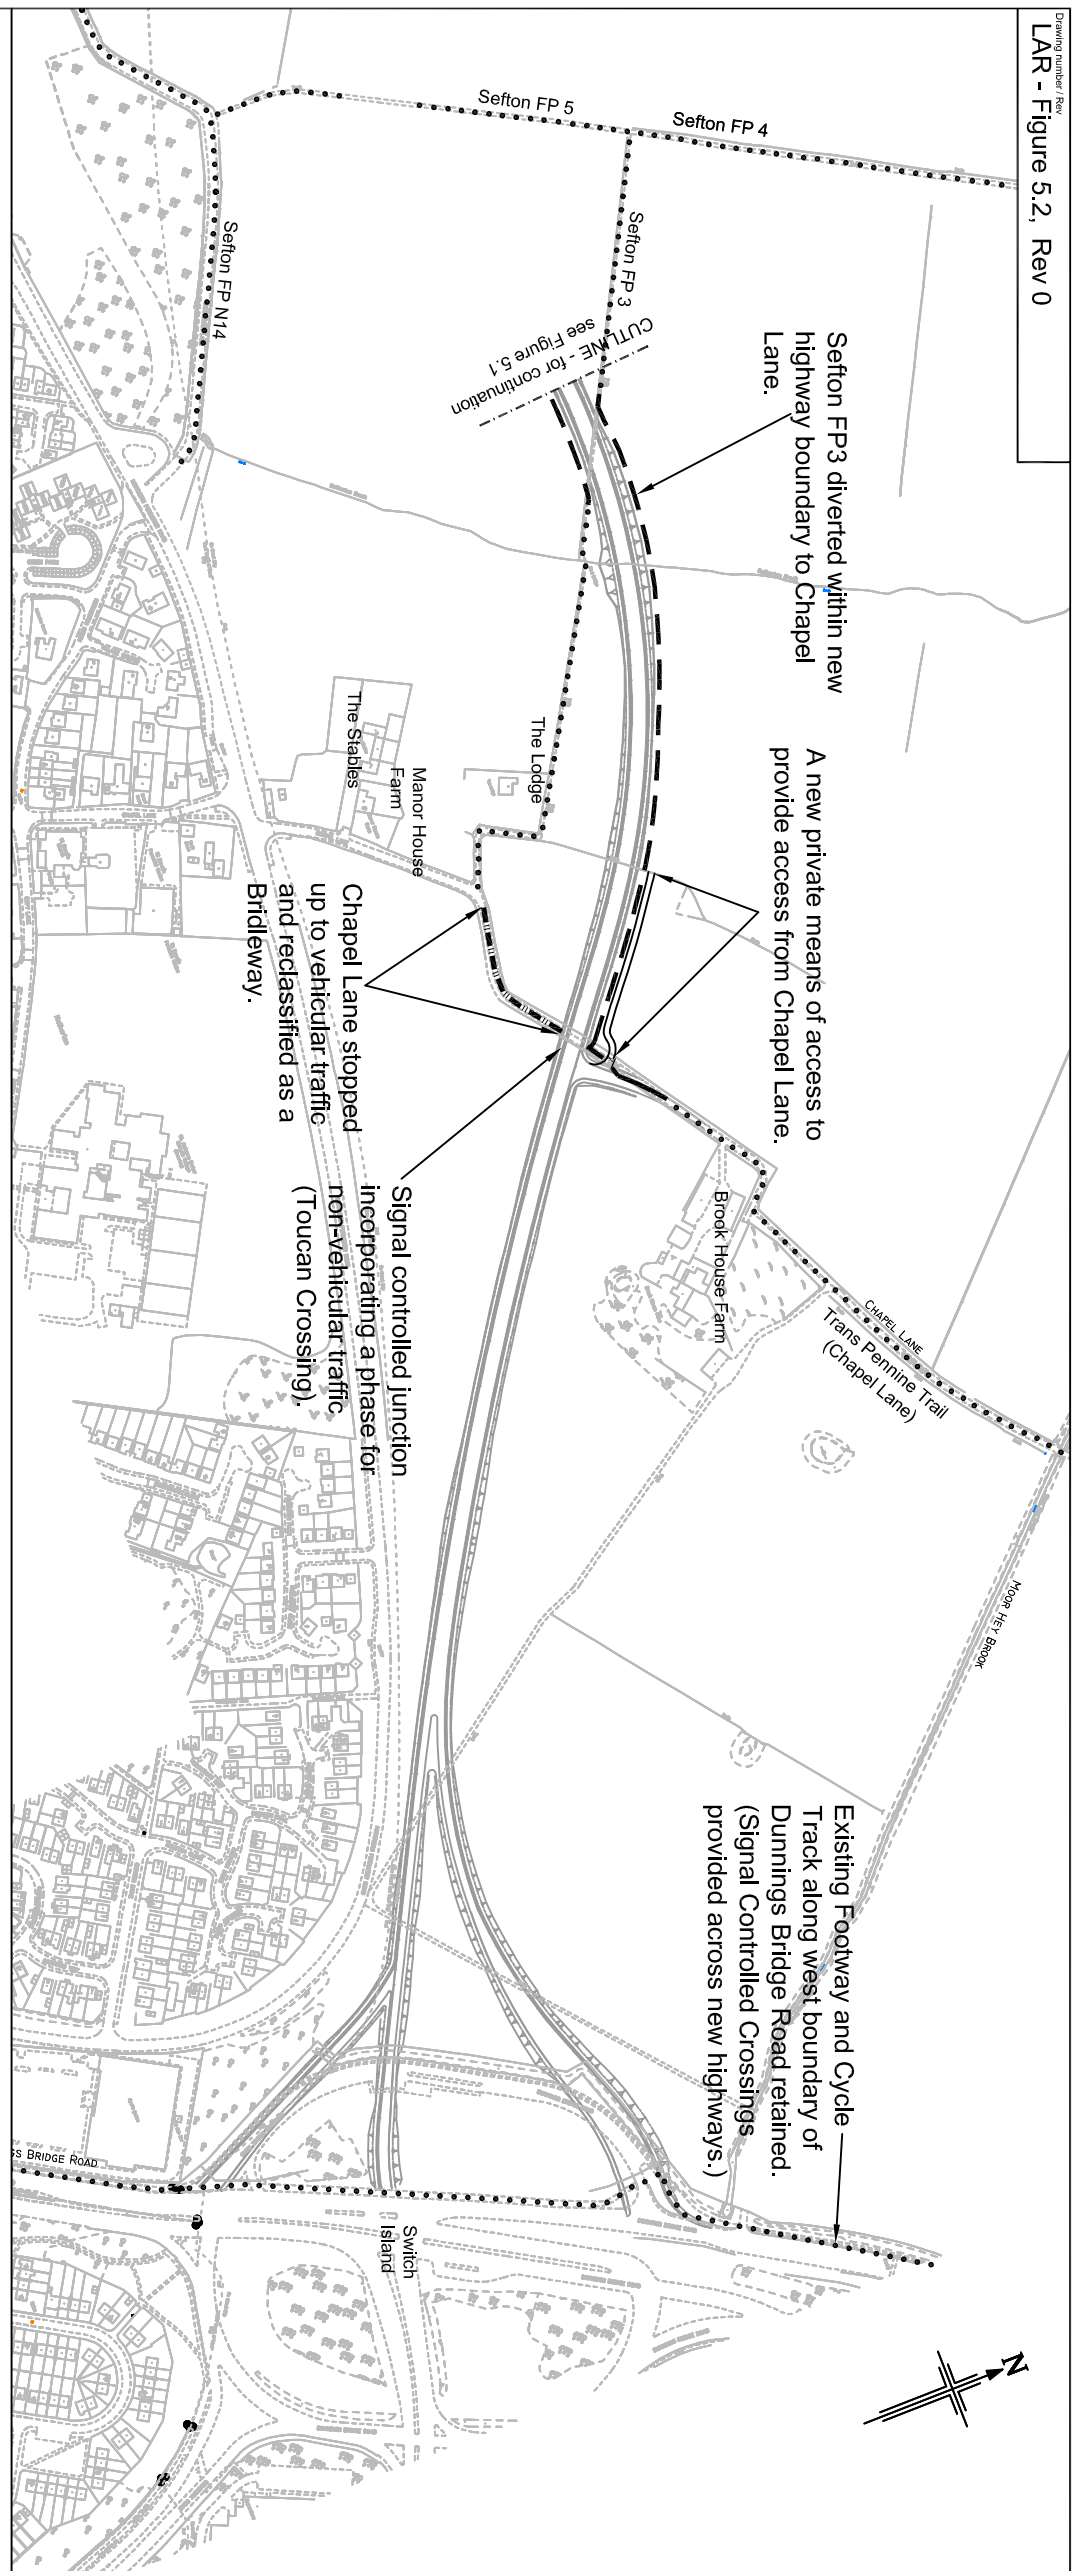 Drawing number / Rev
LAR - Figure 5.2, Rev 0
Sefton FP 5
Sefton FP 4
Sefton FP 3
Sefton FP N14
CUTLINE - for continuation
see Figure 5.1
Sefton FP3 diverted within new
highway boundary to Chapel
Lane.
A new private means of access to
provide access from Chapel Lane.
The Lodge
The Stables
Manor House
Farm
Chapel Lane stopped
up to vehicular traffic
and reclassified as a
Bridleway.
Signal controlled junction
incorporating a phase for
non-vehicular traffic
(Toucan Crossing).
Brook House Farm
CHAPEL LANE
Trans Pennine Trail
(Chapel Lane)
MOOR HEY BROOK
Existing Footway and Cycle
Track along west boundary of
Dunnings Bridge Road retained.
(Signal Controlled Crossings
provided across new highways.)
GS BRIDGE ROAD
Switch
Island
N